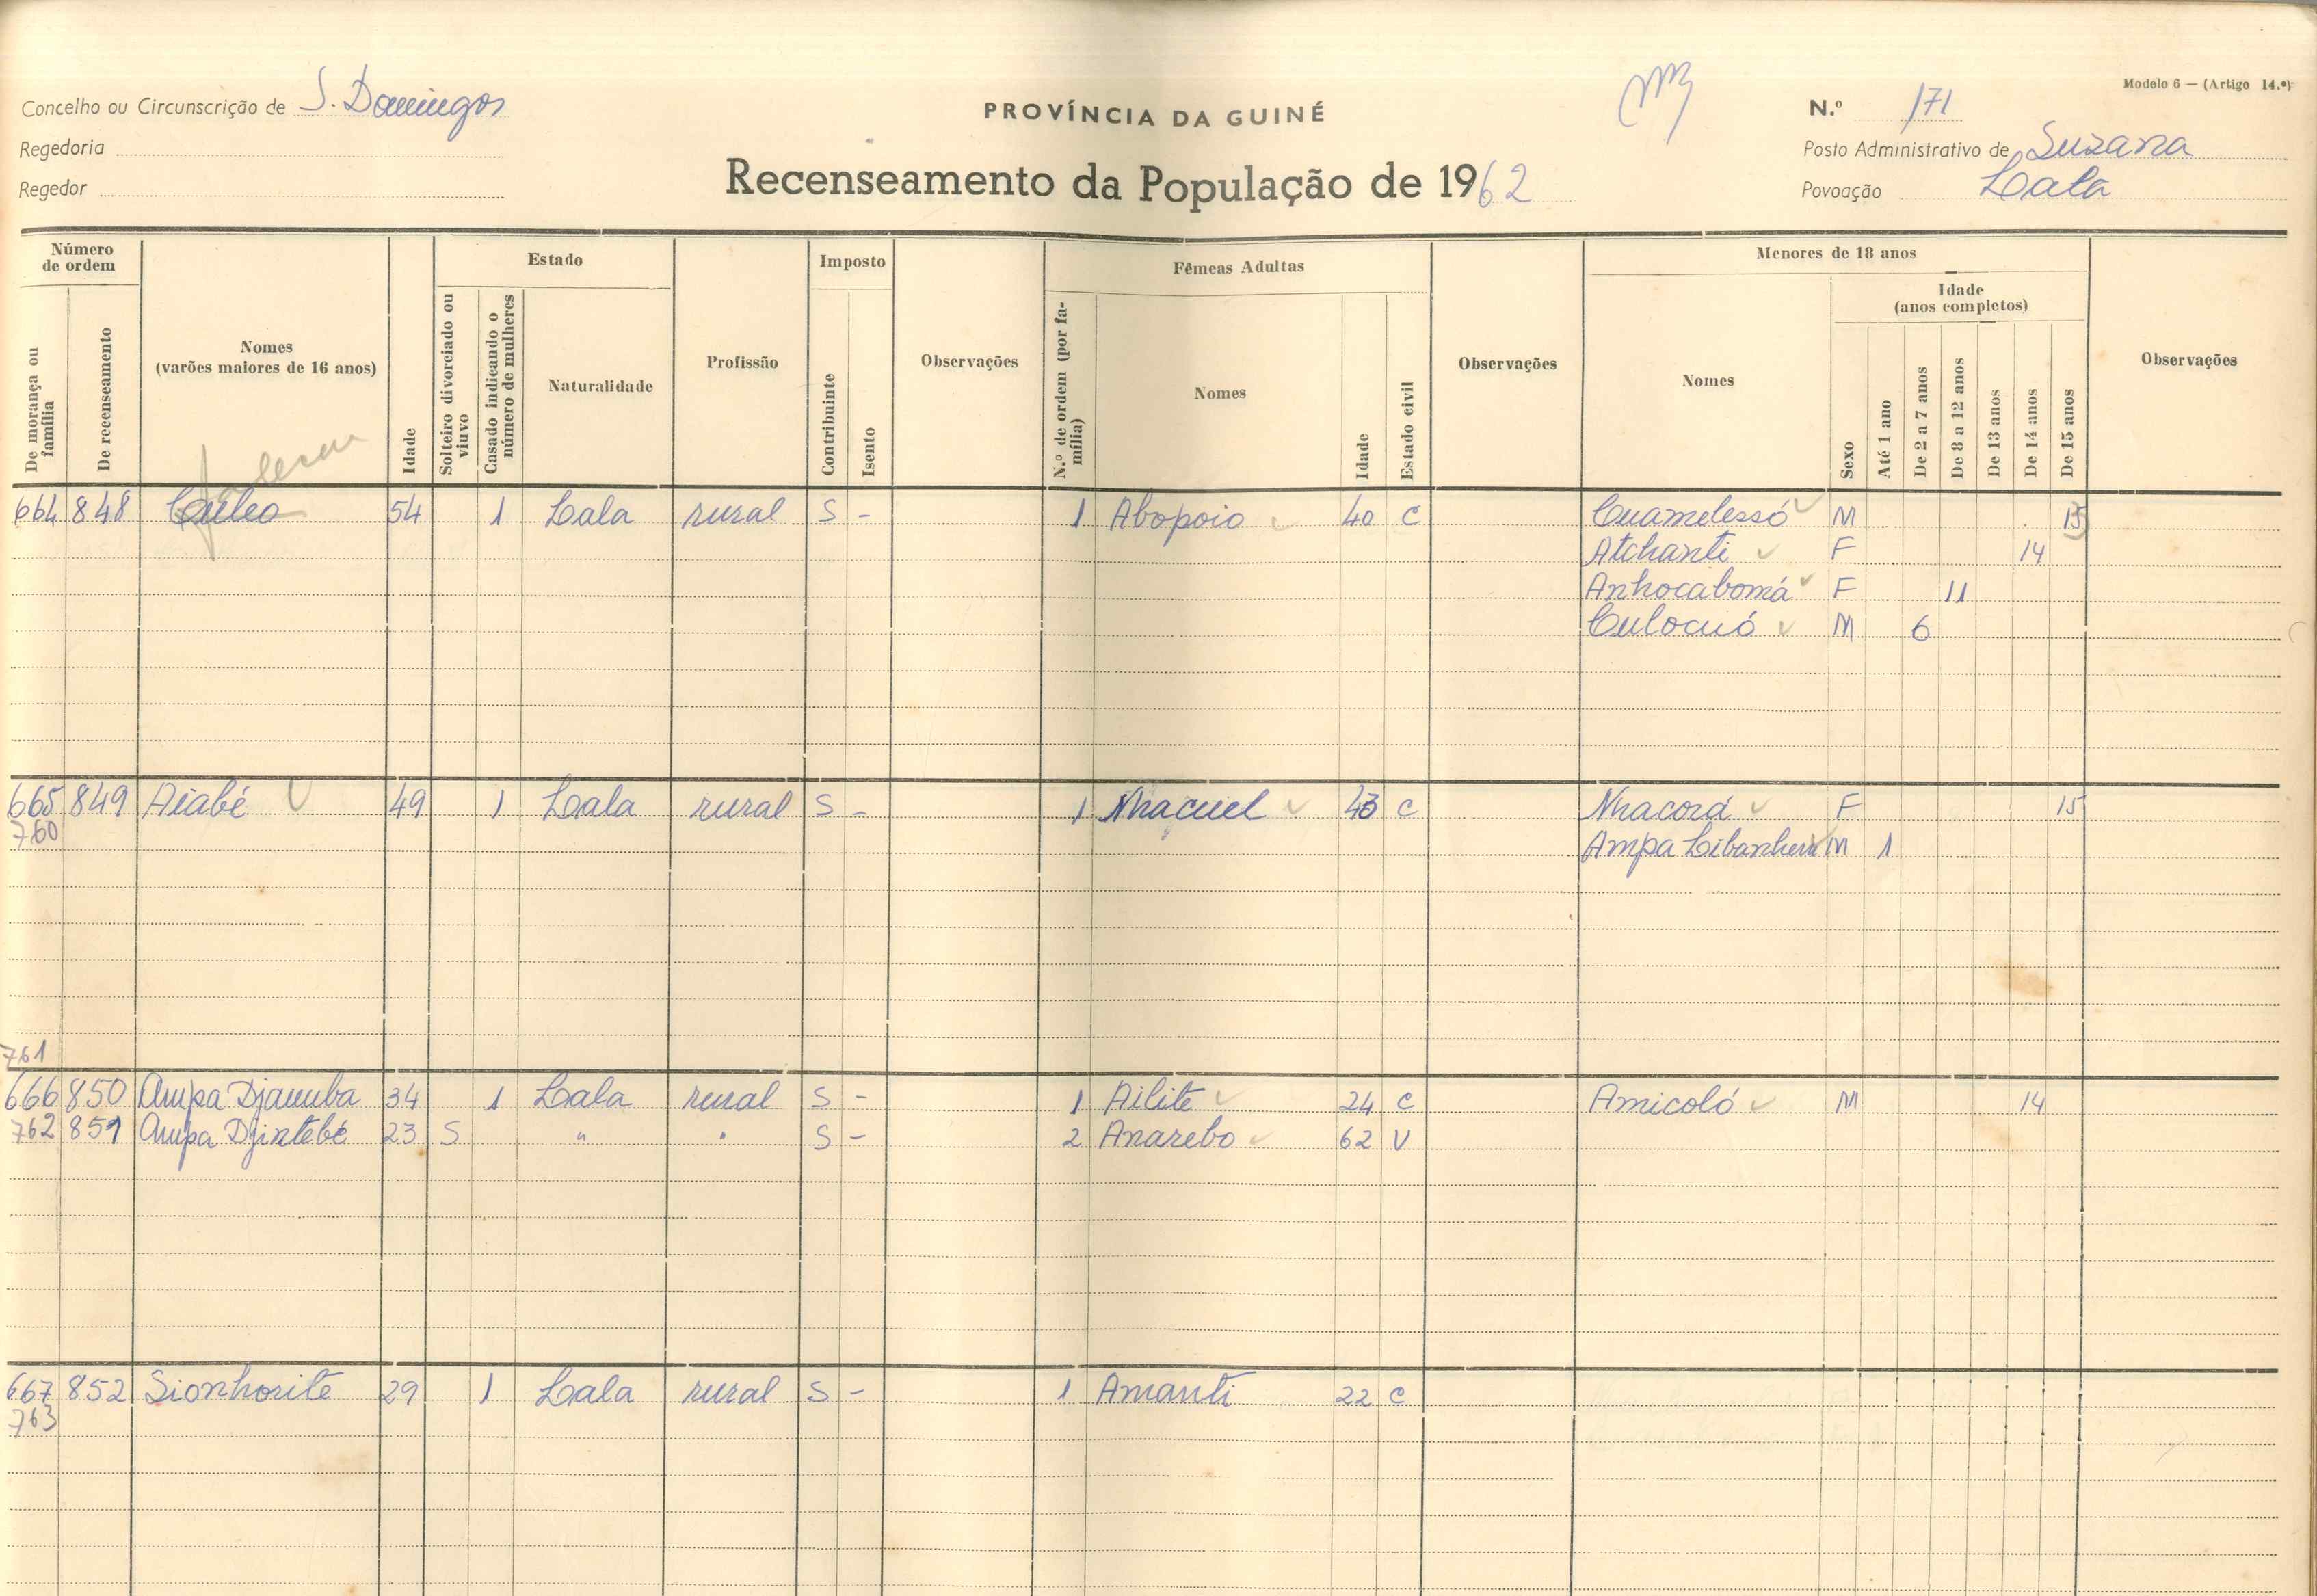 Modelo 6 — (Artigo 14.º)
Concelho ou Circunscrição de S. Domingos
PROVÍNCIA DA GUINÉ
N.º 171
Regedoria
Posto Administrativo de Suzana
Regedor
Recenseamento da População de 1962
Povoação Lala
Número de ordem
Estado
Imposto
Fêmeas Adultas
Menores de 18 anos
Idade (anos completos)
De morança ou família
De recenseamento
Nomes (varões maiores de 16 anos)
Idade
Solteiro divorciado ou viuvo
Casado indicando o número de mulheres
Naturalidade
Profissão
Contribuinte
Isento
Observações
N.º de ordem (por família)
Nomes
Idade
Estado civil
Observações
Nomes
Sexo
Até 1 ano
De 2 a 7 anos
De 8 a 12 anos
De 13 anos
De 14 anos
De 15 anos
Observações
Faleceu
664 848 Culeo 54 1 Lala rural S - 1 Abopoio 40 C Cuamelessó M 15
Atchanti F 14
Anhocabomá F 11
Culocuó M 6
665 849 Aiabé 49 1 Lala rural S - 1 Nhacuel 43 C Nhacorá F 15
760 Ampa M 1
761
666 850 Ampa Djamuba 34 1 Lala rural S - 1 Ailite 24 C Amicoló M 14
762 851 Ampa Djintebé 23 S " " S - 2 Anarebo 62 V
667 852 Sionhorite 29 1 Lala rural S - 1 Amanti 22 C
763